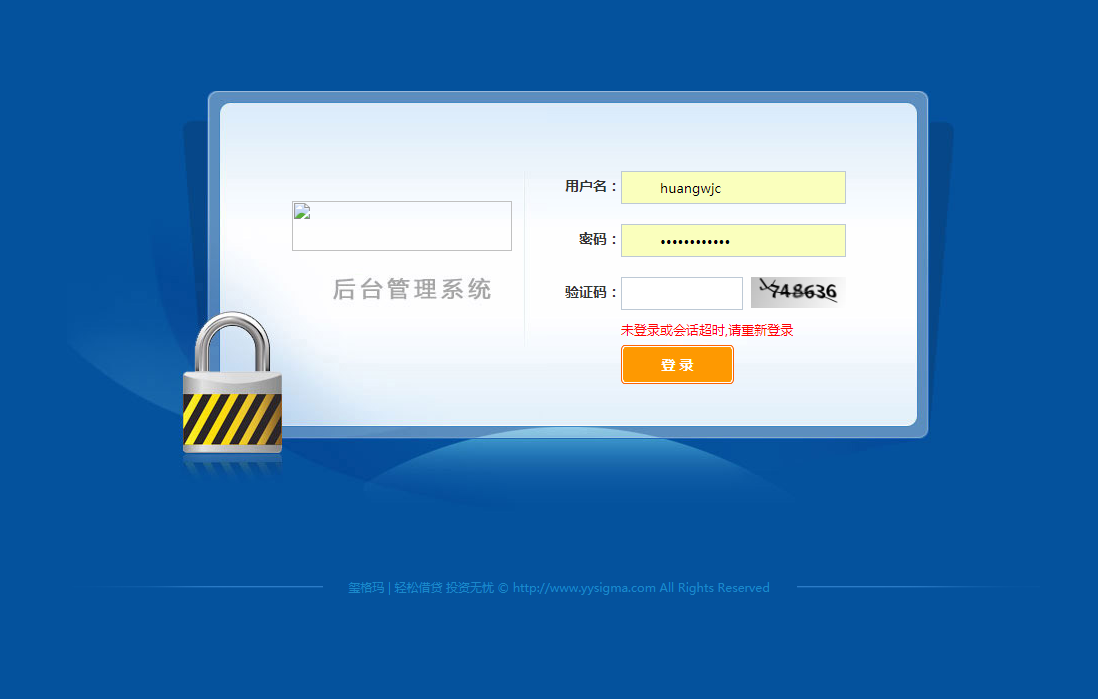 用户名： huangwjc
密码： ••••••••••••
后台管理系统
验证码： 748636
未登录或会话超时,请重新登录
登 录
玺格玛 | 轻松借贷 投资无忧 © http://www.yysigma.com All Rights Reserved